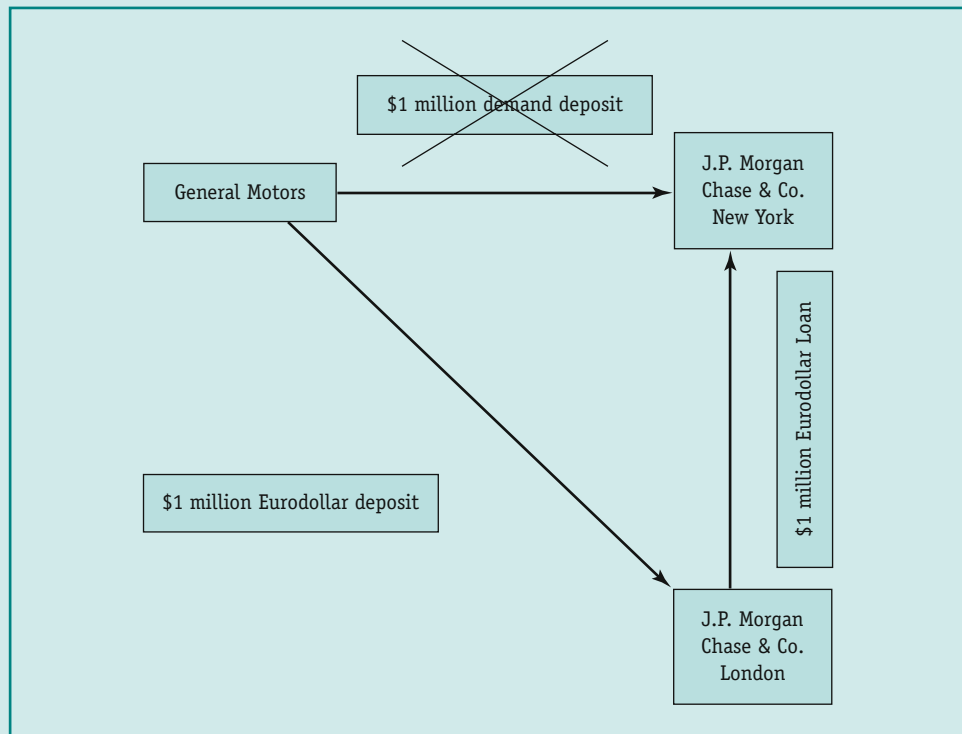 $1 million demand deposit
General Motors
J.P. Morgan
Chase & Co.
New York
$1 million Eurodollar Loan
$1 million Eurodollar deposit
J.P. Morgan
Chase & Co.
London